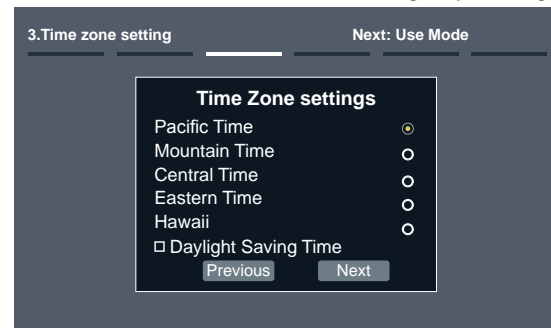 3.Time zone setting
Next: Use Mode
Time Zone settings
Pacific Time
Mountain Time
Central Time
Eastern Time
Hawaii
Daylight Saving Time
Previous
Next